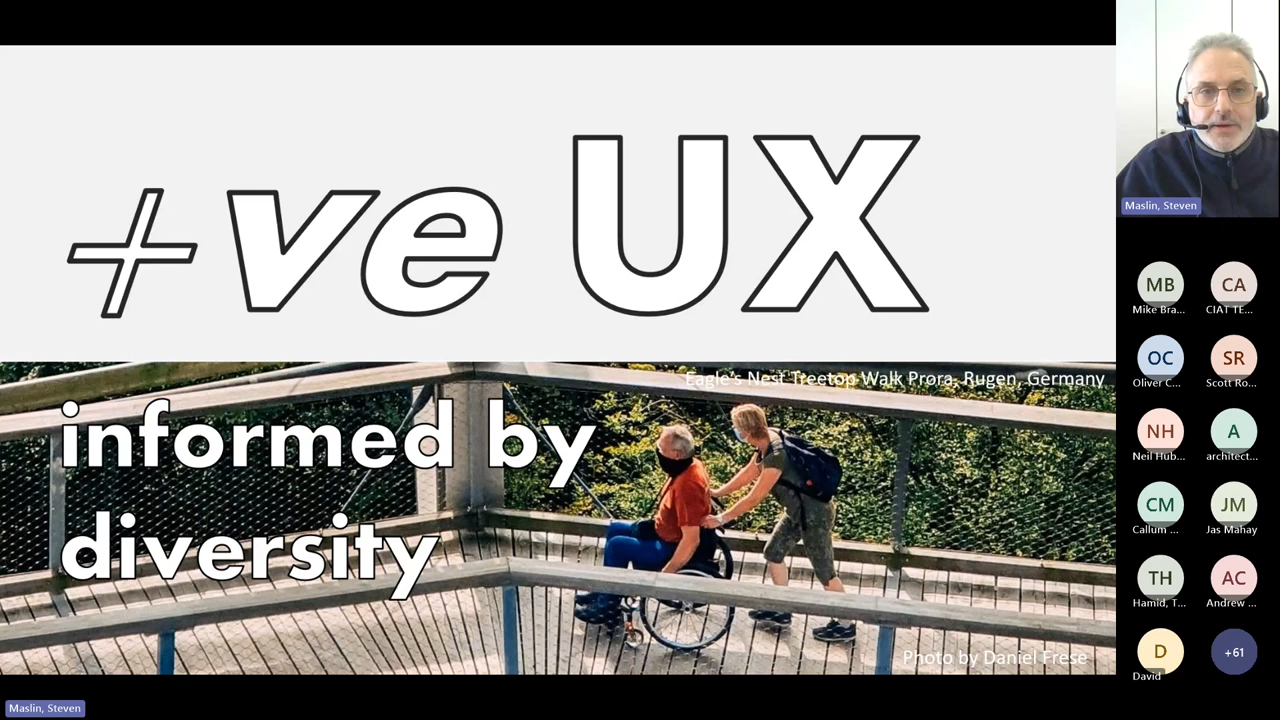 +ve UX
Eagle's Nest Treetop Walk Prora, Rugen, Germany
informed by
diversity
Photo by Daniel Frese
Maslin, Steven
Maslin, Steven
MB
CA
Mike Bra...
CIAT TE...
OC
SR
Oliver C...
Scott Ro...
NH
A
Neil Hub...
architect...
CM
JM
Callum ...
Jas Mahay
TH
AC
Hamid, T...
Andrew ...
D
+61
David